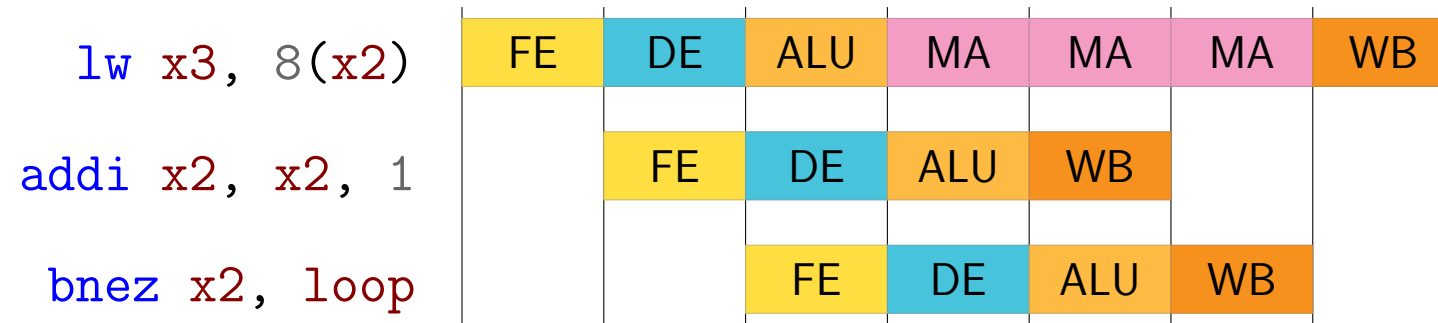 lw x3, 8(x2) FE DE ALU MA MA MA WB
addi x2, x2, 1 FE DE ALU WB
bnez x2, loop FE DE ALU WB